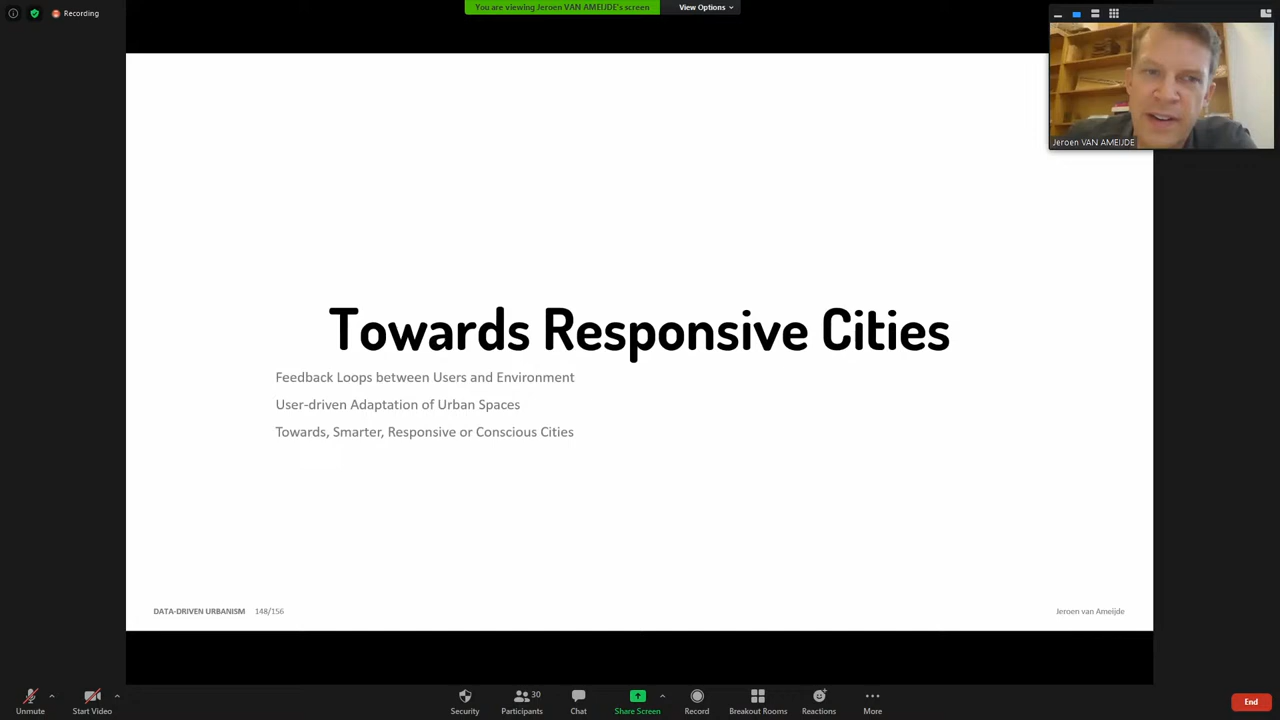 Recording
You are viewing Jeroen VAN AMEIJDE's screen
View Options
Jeroen VAN AMEIJDE
Towards Responsive Cities
Feedback Loops between Users and Environment
User-driven Adaptation of Urban Spaces
Towards, Smarter, Responsive or Conscious Cities
DATA-DRIVEN URBANISM 148/156
Jeroen van Ameijde
Unmute
Start Video
Security
Participants 30
Chat
Share Screen
Record
Breakout Rooms
Reactions
More
End